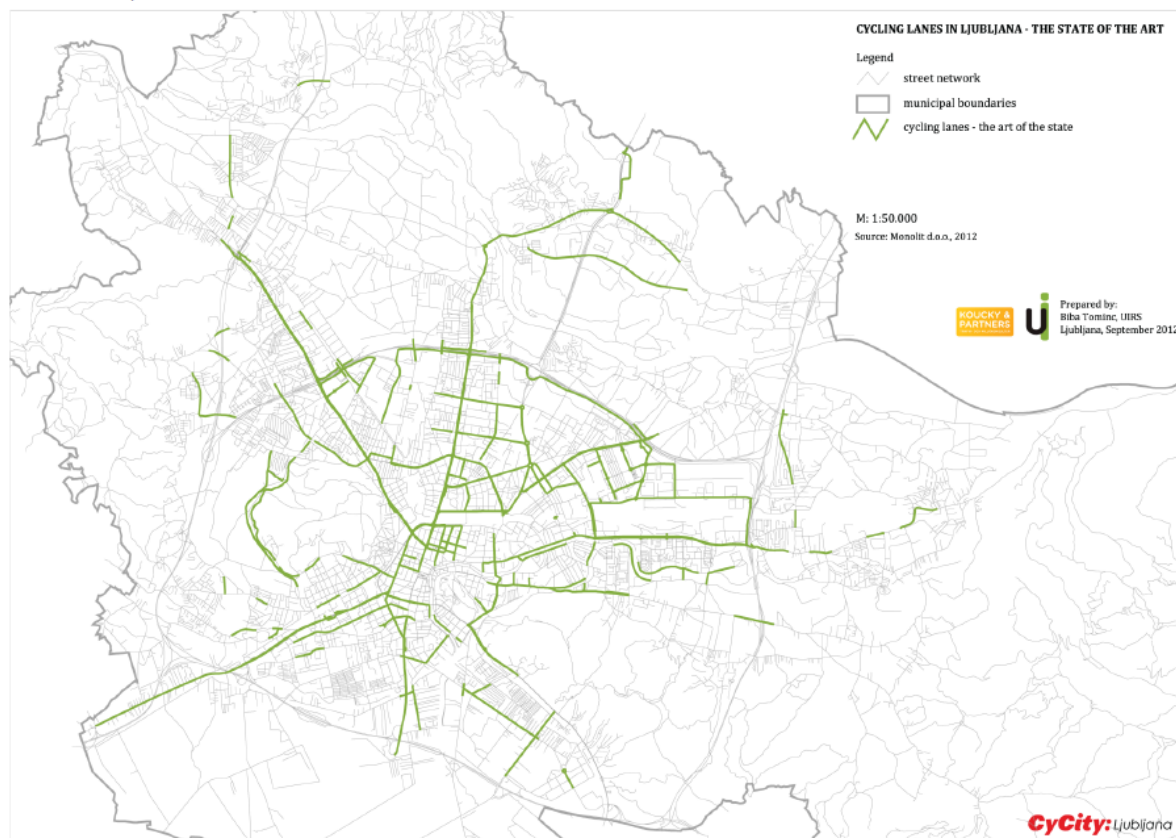 CYCLING LANES IN LJUBLJANA - THE STATE OF THE ART
Legend
street network
municipal boundaries
cycling lanes - the art of the state
M: 1:50.000
Source: Monolit d.o.o., 2012
KOUCKY &
PARTNERS
Ui
Prepared by:
Biba Tominc, UIRS
Ljubljana, September 2012
CyCity: Ljubljana